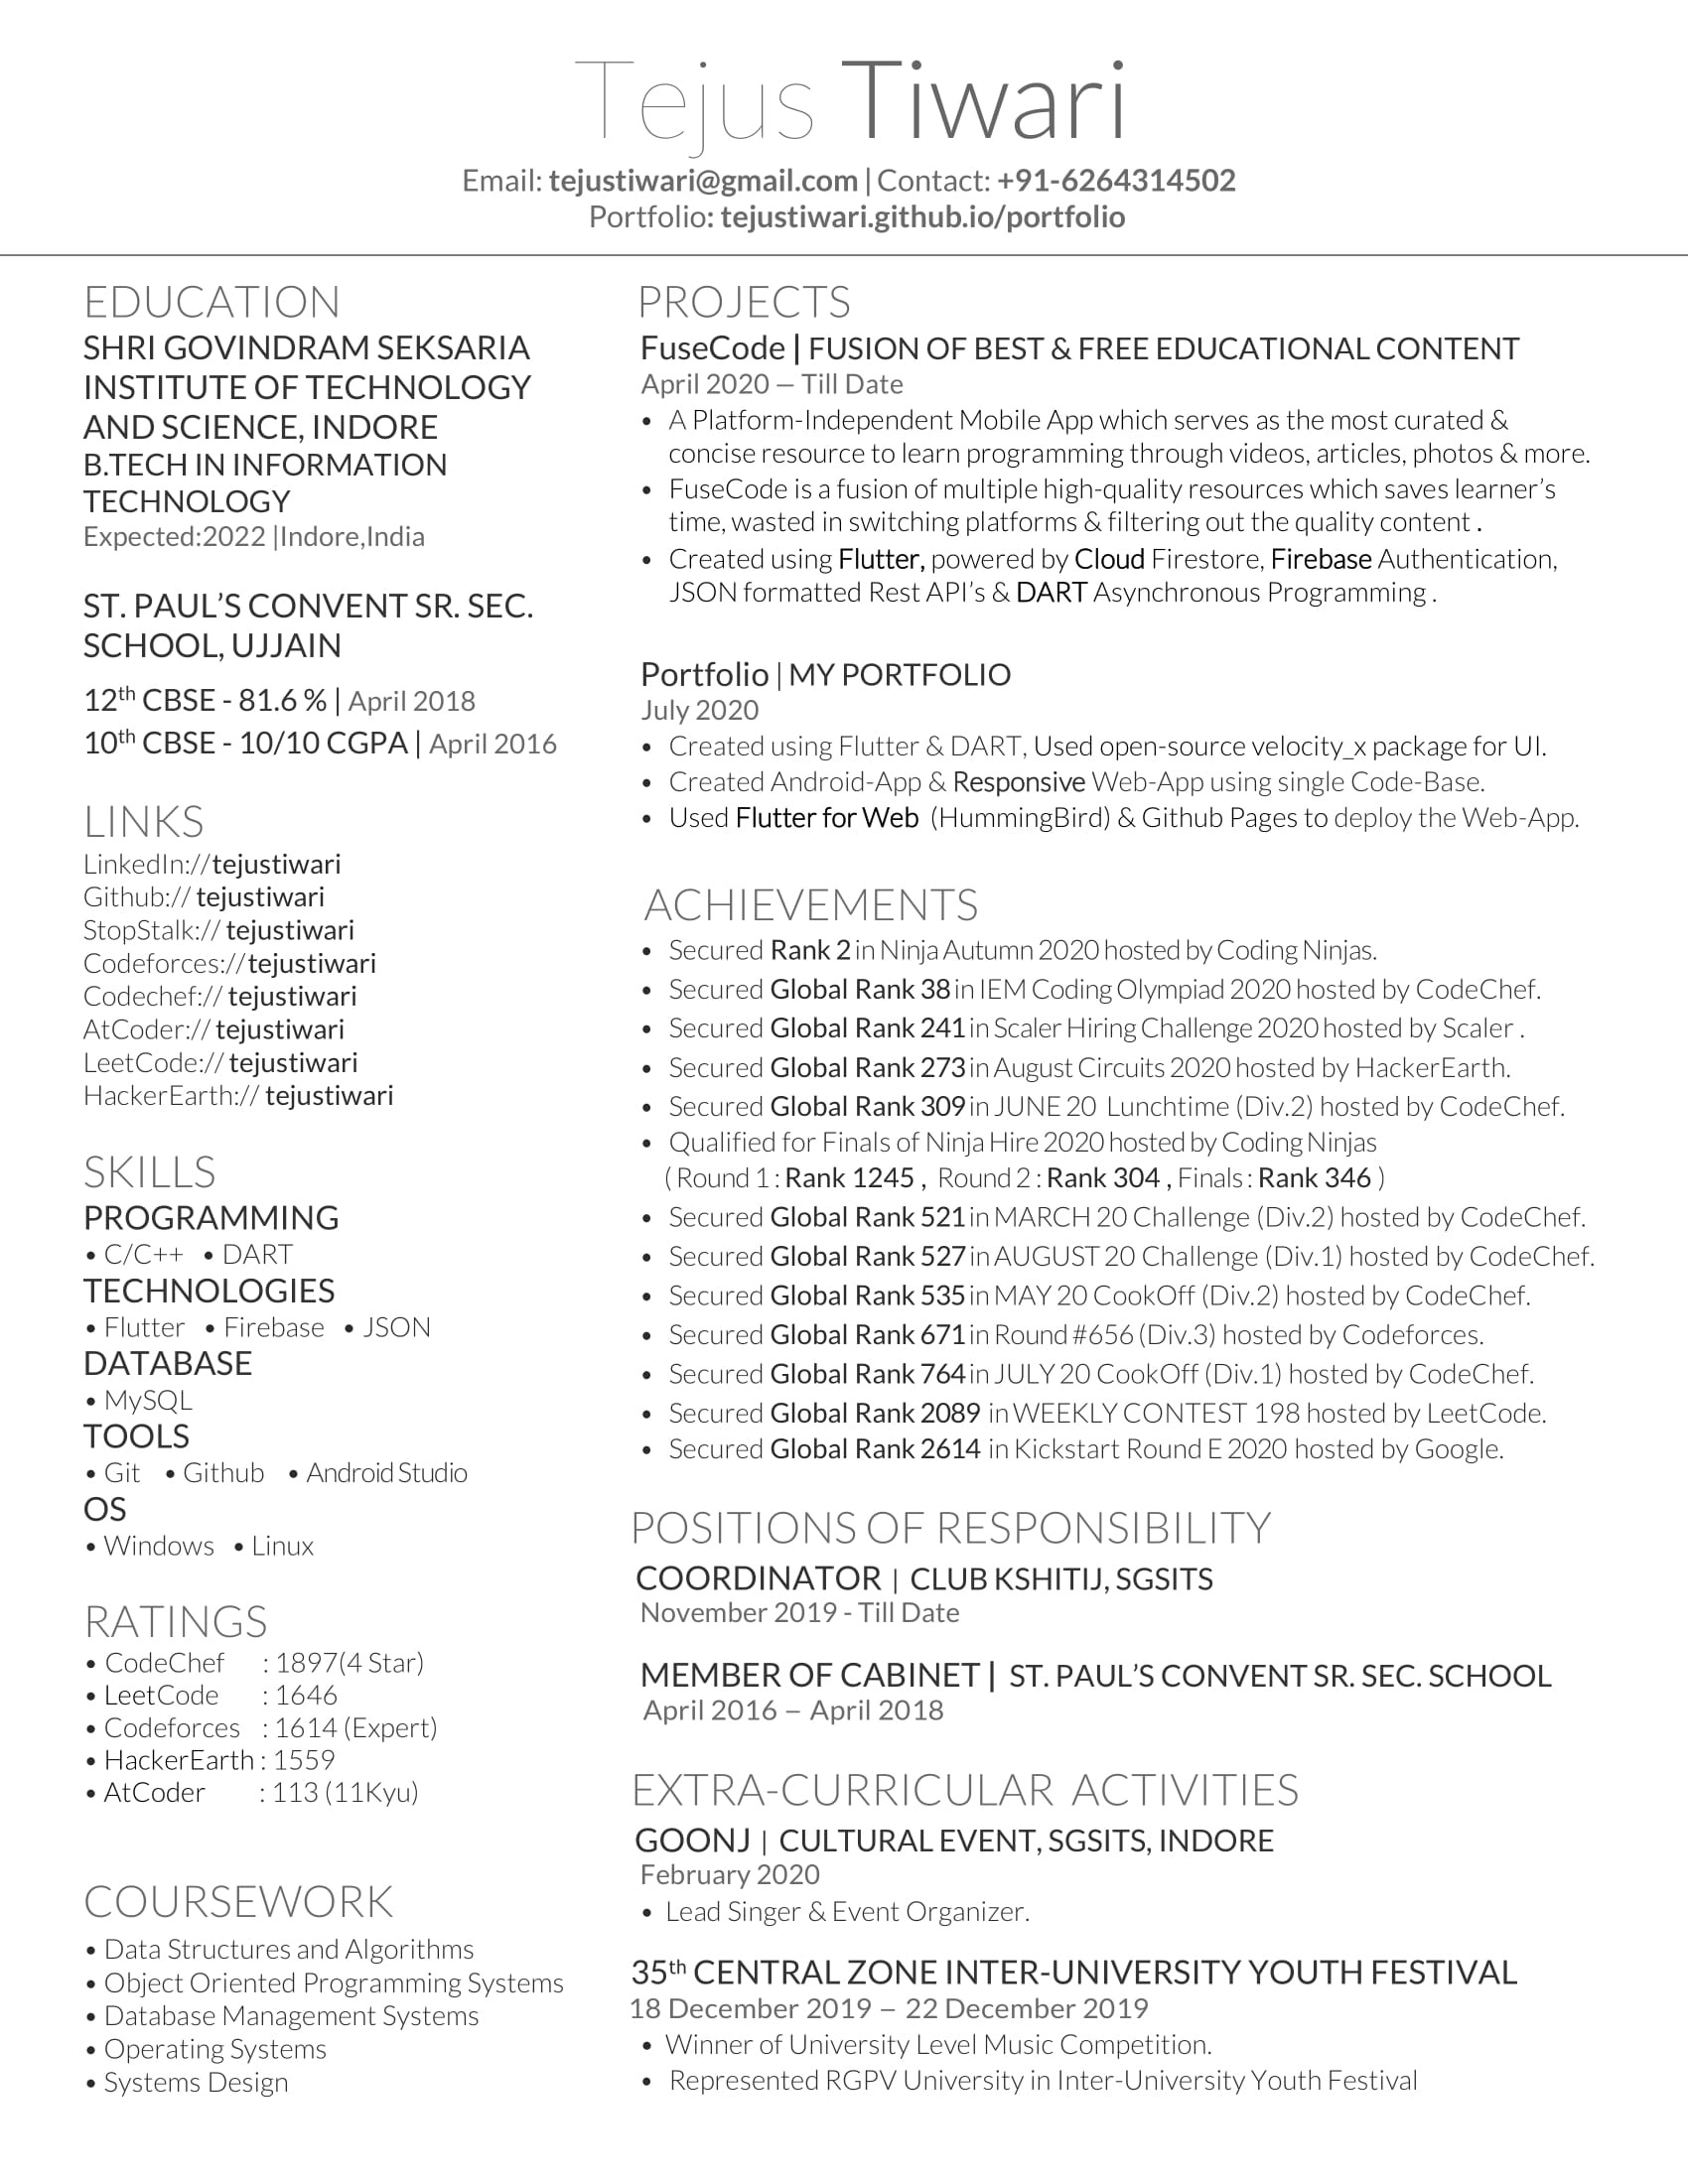 Tejus Tiwari
Email: tejustiwari@gmail.com | Contact: +91-6264314502
Portfolio: tejustiwari.github.io/portfolio
EDUCATION
SHRI GOVINDRAM SEKSARIA
INSTITUTE OF TECHNOLOGY
AND SCIENCE, INDORE
B.TECH IN INFORMATION
TECHNOLOGY
Expected:2022 |Indore,India
ST. PAUL’S CONVENT SR. SEC.
SCHOOL, UJJAIN
12th CBSE - 81.6 % | April 2018
10th CBSE - 10/10 CGPA | April 2016
LINKS
LinkedIn://tejustiwari
Github:// tejustiwari
StopStalk:// tejustiwari
Codeforces://tejustiwari
Codechef:// tejustiwari
AtCoder:// tejustiwari
LeetCode:// tejustiwari
HackerEarth:// tejustiwari
SKILLS
PROGRAMMING
• C/C++ • DART
TECHNOLOGIES
• Flutter • Firebase • JSON
DATABASE
• MySQL
TOOLS
• Git • Github • Android Studio
OS
• Windows • Linux
RATINGS
• CodeChef : 1897(4 Star)
• LeetCode : 1646
• Codeforces : 1614 (Expert)
• HackerEarth : 1559
• AtCoder : 113 (11Kyu)
COURSEWORK
• Data Structures and Algorithms
• Object Oriented Programming Systems
• Database Management Systems
• Operating Systems
• Systems Design
PROJECTS
FuseCode | FUSION OF BEST & FREE EDUCATIONAL CONTENT
April 2020 – Till Date
• A Platform-Independent Mobile App which serves as the most curated &
concise resource to learn programming through videos, articles, photos & more.
• FuseCode is a fusion of multiple high-quality resources which saves learner’s
time, wasted in switching platforms & filtering out the quality content .
• Created using Flutter, powered by Cloud Firestore, Firebase Authentication,
JSON formatted Rest API’s & DART Asynchronous Programming .
Portfolio | MY PORTFOLIO
July 2020
• Created using Flutter & DART, Used open-source velocity_x package for UI.
• Created Android-App & Responsive Web-App using single Code-Base.
• Used Flutter for Web (HummingBird) & Github Pages to deploy the Web-App.
ACHIEVEMENTS
• Secured Rank 2 in Ninja Autumn 2020 hosted by Coding Ninjas.
• Secured Global Rank 38 in IEM Coding Olympiad 2020 hosted by CodeChef.
• Secured Global Rank 241 in Scaler Hiring Challenge 2020 hosted by Scaler .
• Secured Global Rank 273 in August Circuits 2020 hosted by HackerEarth.
• Secured Global Rank 309 in JUNE 20 Lunchtime (Div.2) hosted by CodeChef.
• Qualified for Finals of Ninja Hire 2020 hosted by Coding Ninjas
( Round 1 : Rank 1245 , Round 2 : Rank 304 , Finals : Rank 346 )
• Secured Global Rank 521 in MARCH 20 Challenge (Div.2) hosted by CodeChef.
• Secured Global Rank 527 in AUGUST 20 Challenge (Div.1) hosted by CodeChef.
• Secured Global Rank 535 in MAY 20 CookOff (Div.2) hosted by CodeChef.
• Secured Global Rank 671 in Round #656 (Div.3) hosted by Codeforces.
• Secured Global Rank 764 in JULY 20 CookOff (Div.1) hosted by CodeChef.
• Secured Global Rank 2089 in WEEKLY CONTEST 198 hosted by LeetCode.
• Secured Global Rank 2614 in Kickstart Round E 2020 hosted by Google.
POSITIONS OF RESPONSIBILITY
COORDINATOR | CLUB KSHITIJ, SGSITS
November 2019 - Till Date
MEMBER OF CABINET | ST. PAUL’S CONVENT SR. SEC. SCHOOL
April 2016 – April 2018
EXTRA-CURRICULAR ACTIVITIES
GOONJ | CULTURAL EVENT, SGSITS, INDORE
February 2020
• Lead Singer & Event Organizer.
35th CENTRAL ZONE INTER-UNIVERSITY YOUTH FESTIVAL
18 December 2019 – 22 December 2019
• Winner of University Level Music Competition.
• Represented RGPV University in Inter-University Youth Festival